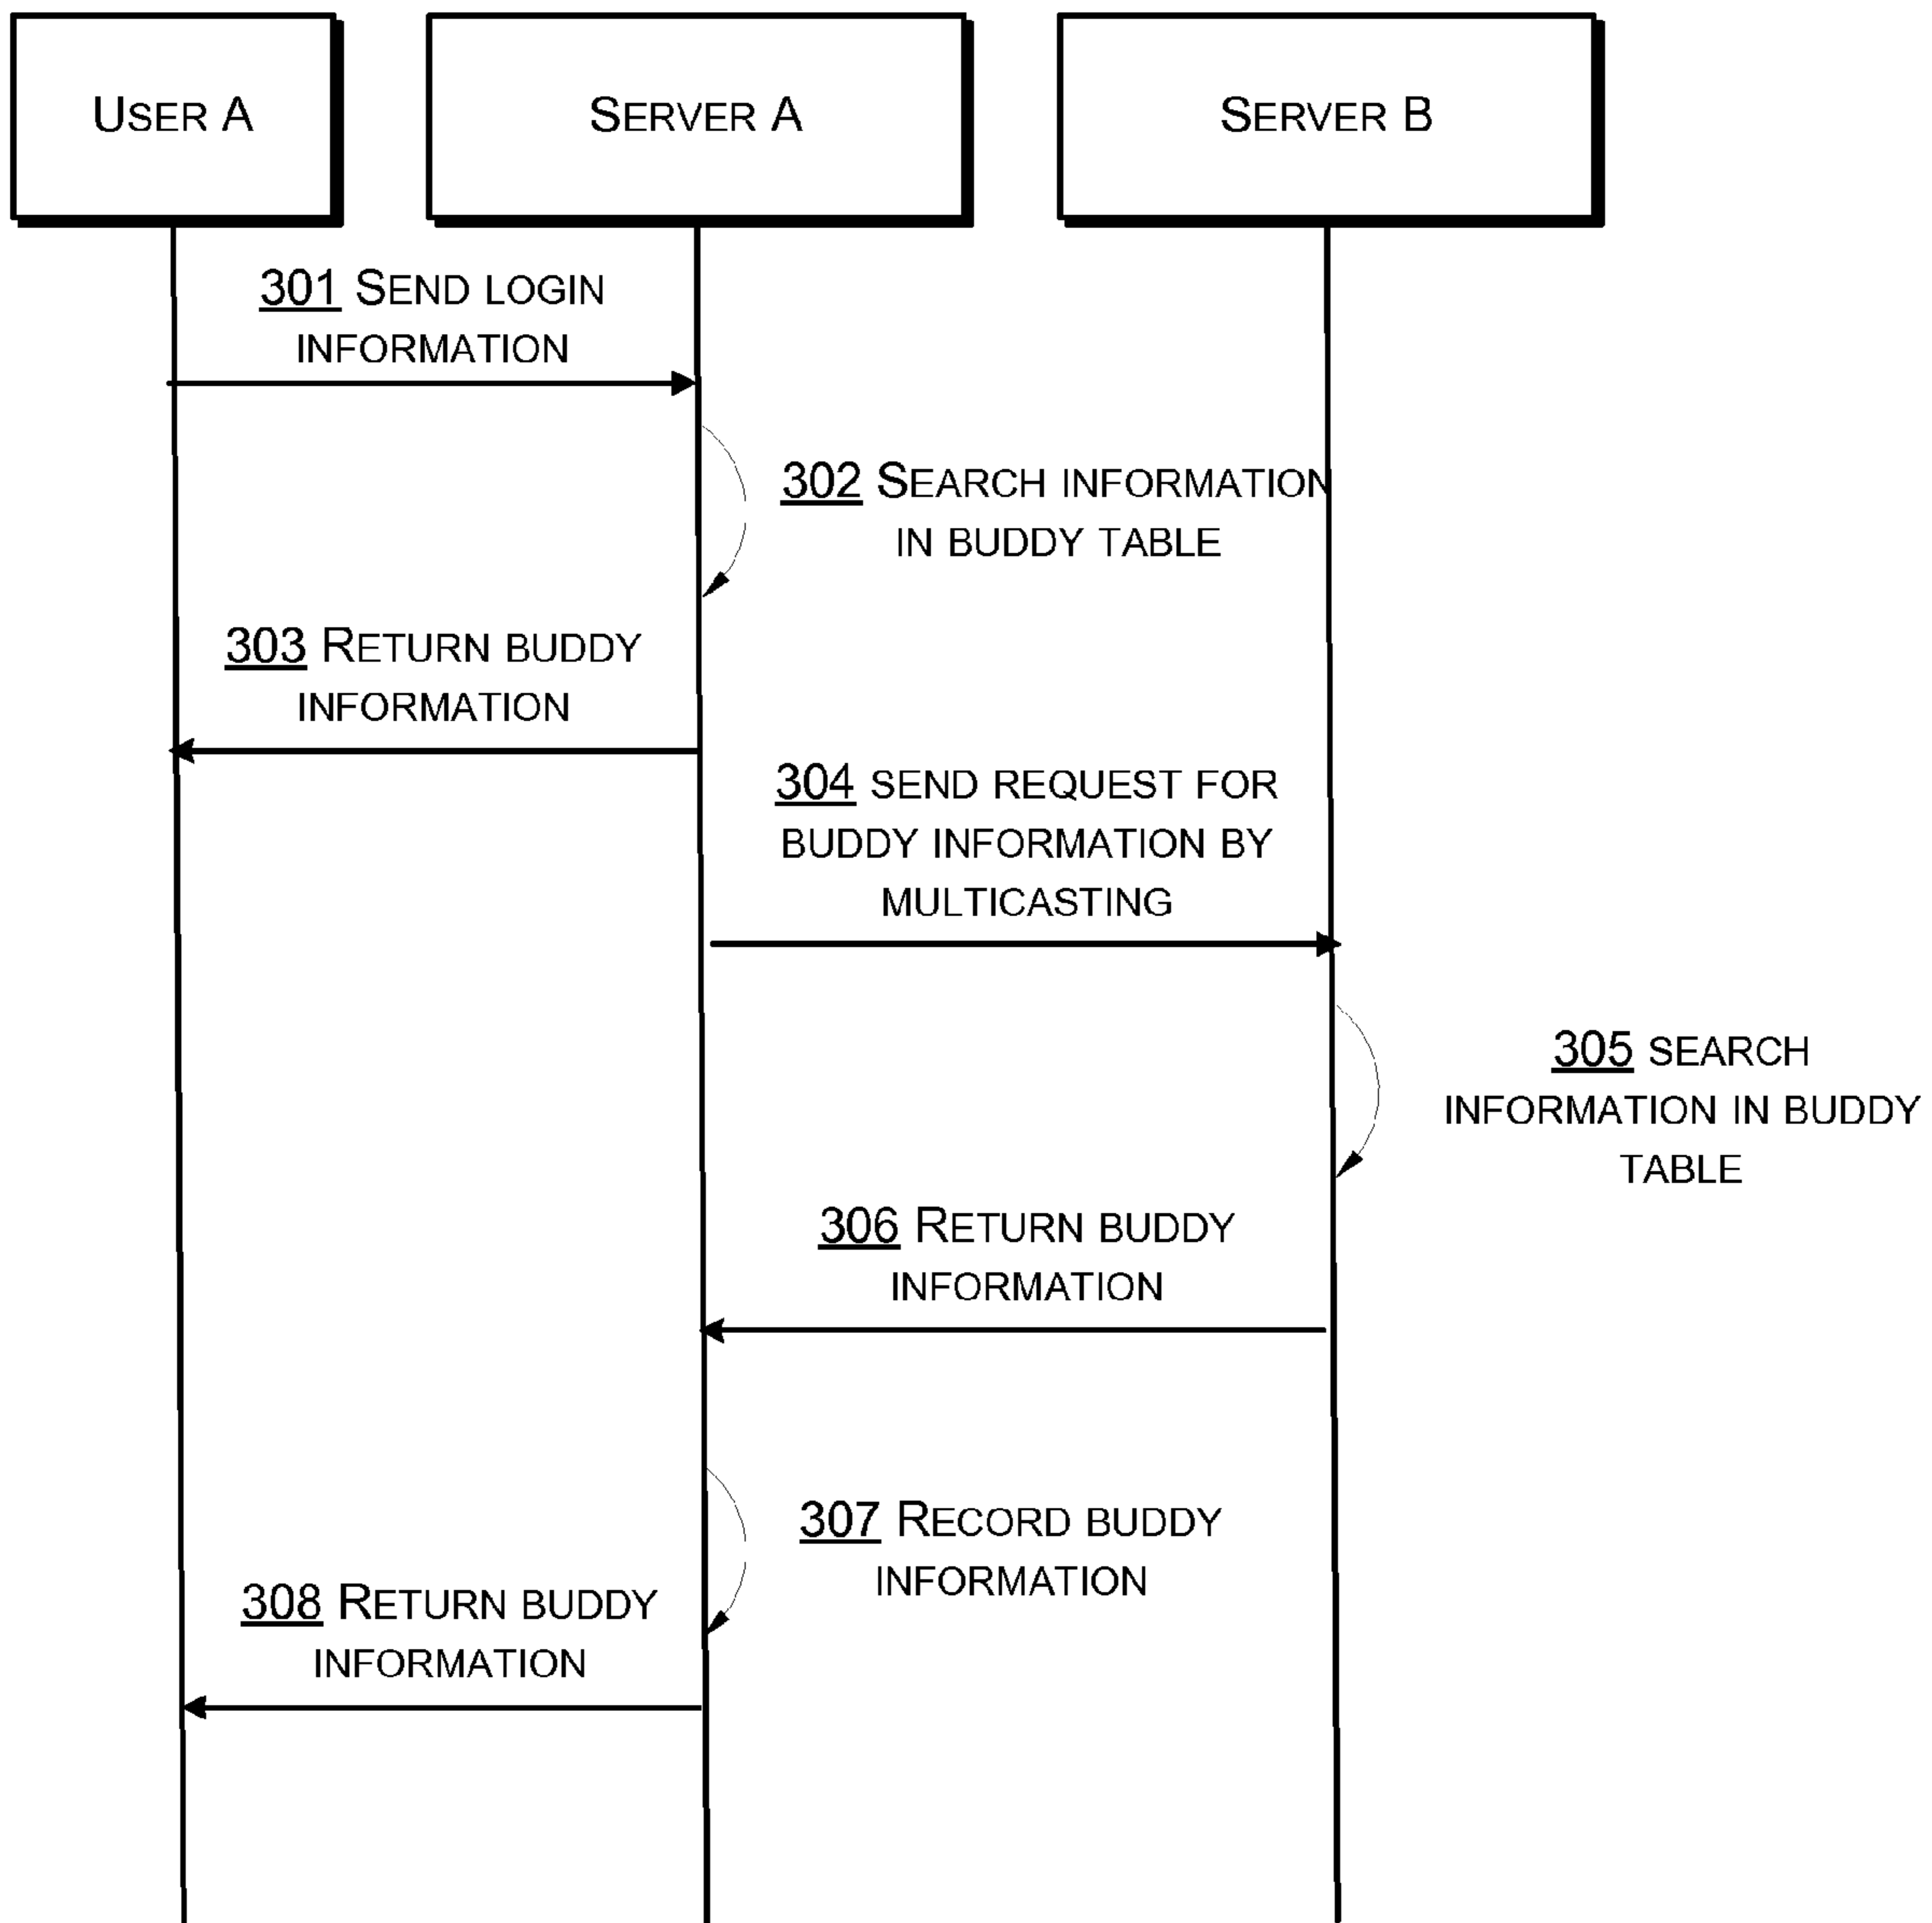 USER A
SERVER A
SERVER B
301 SEND LOGIN
INFORMATION
302 SEARCH INFORMATION
IN BUDDY TABLE
303 RETURN BUDDY
INFORMATION
304 SEND REQUEST FOR
BUDDY INFORMATION BY
MULTICASTING
305 SEARCH
INFORMATION IN BUDDY
TABLE
306 RETURN BUDDY
INFORMATION
307 RECORD BUDDY
INFORMATION
308 RETURN BUDDY
INFORMATION